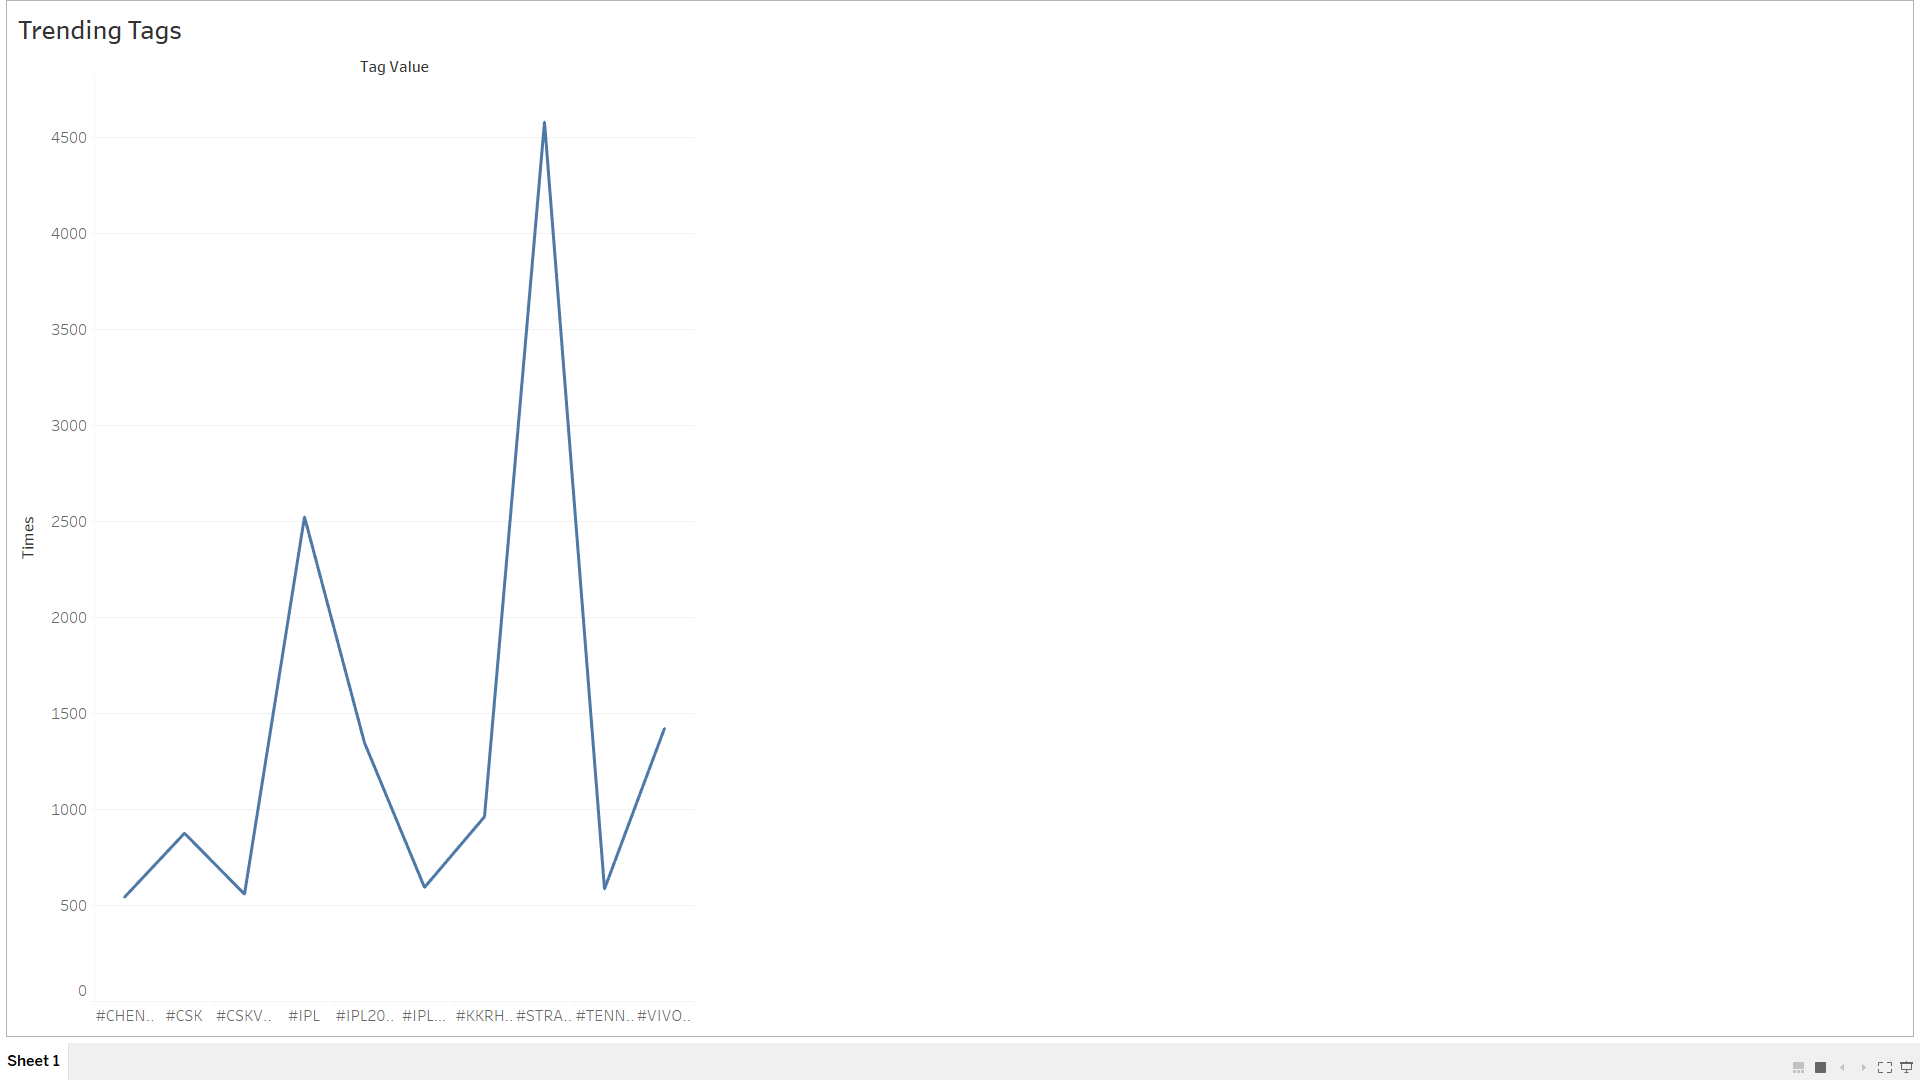 Trending Tags
Tag Value
4500
4000
3500
3000
2500
2000
1500
1000
500
0
Times
#CHEN.. #CSK #CSKV.. #IPL #IPL20.. #IPL... #KKRH.. #STRA.. #TENN.. #VIVO..
Sheet 1